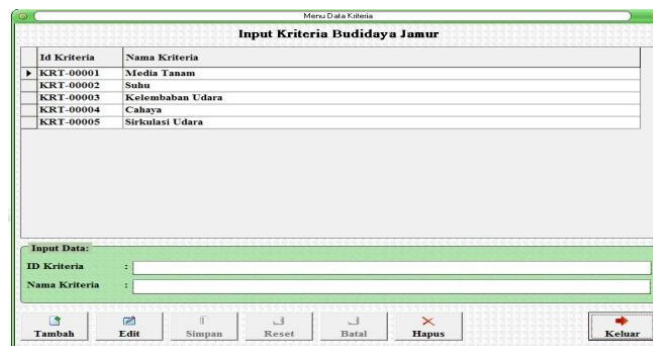 Menu Data Kriteria
Input Kriteria Budidaya Jamur
Id Kriteria Nama Kriteria
KRT-00001 Media Tanam
KRT-00002 Suhu
KRT-00003 Kelembaban Udara
KRT-00004 Cahaya
KRT-00005 Sirkulasi Udara
Input Data:
ID Kriteria :
Nama Kriteria :
Tambah Edit Simpan Reset Batal Hapus Keluar